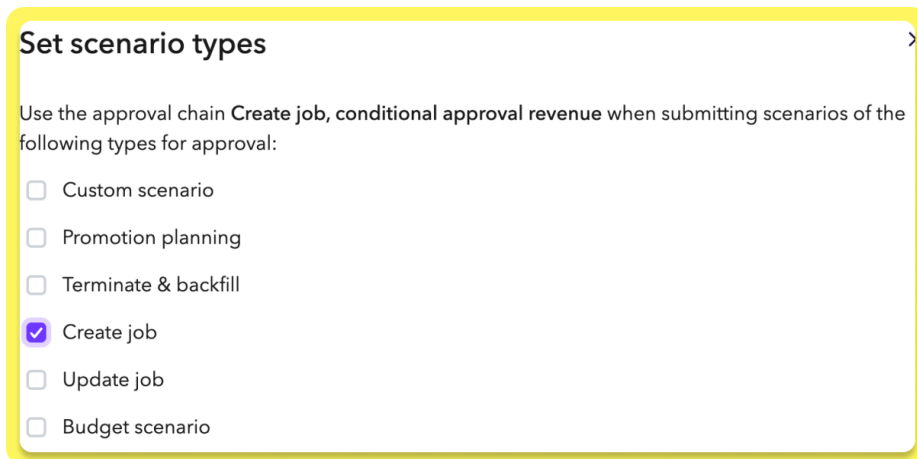 Set scenario types
Use the approval chain Create job, conditional approval revenue when submitting scenarios of the
following types for approval:
Custom scenario
Promotion planning
Terminate & backfill
Create job
Update job
Budget scenario